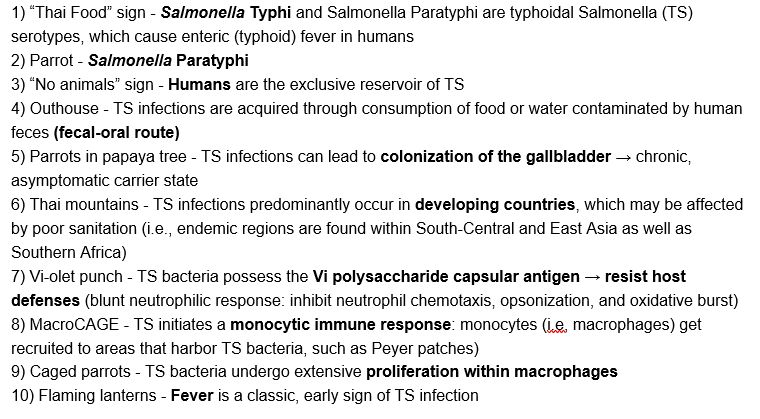 1) “Thai Food” sign - Salmonella Typhi and Salmonella Paratyphi are typhoidal Salmonella (TS)
serotypes, which cause enteric (typhoid) fever in humans
2) Parrot - Salmonella Paratyphi
3) “No animals” sign - Humans are the exclusive reservoir of TS
4) Outhouse - TS infections are acquired through consumption of food or water contaminated by human
feces (fecal-oral route)
5) Parrots in papaya tree - TS infections can lead to colonization of the gallbladder → chronic,
asymptomatic carrier state
6) Thai mountains - TS infections predominantly occur in developing countries, which may be affected
by poor sanitation (i.e., endemic regions are found within South-Central and East Asia as well as
Southern Africa)
7) Vi-olet punch - TS bacteria possess the Vi polysaccharide capsular antigen → resist host
defenses (blunt neutrophilic response: inhibit neutrophil chemotaxis, opsonization, and oxidative burst)
8) MacroCAGE - TS initiates a monocytic immune response: monocytes (i.e. macrophages) get
recruited to areas that harbor TS bacteria, such as Peyer patches)
9) Caged parrots - TS bacteria undergo extensive proliferation within macrophages
10) Flaming lanterns - Fever is a classic, early sign of TS infection